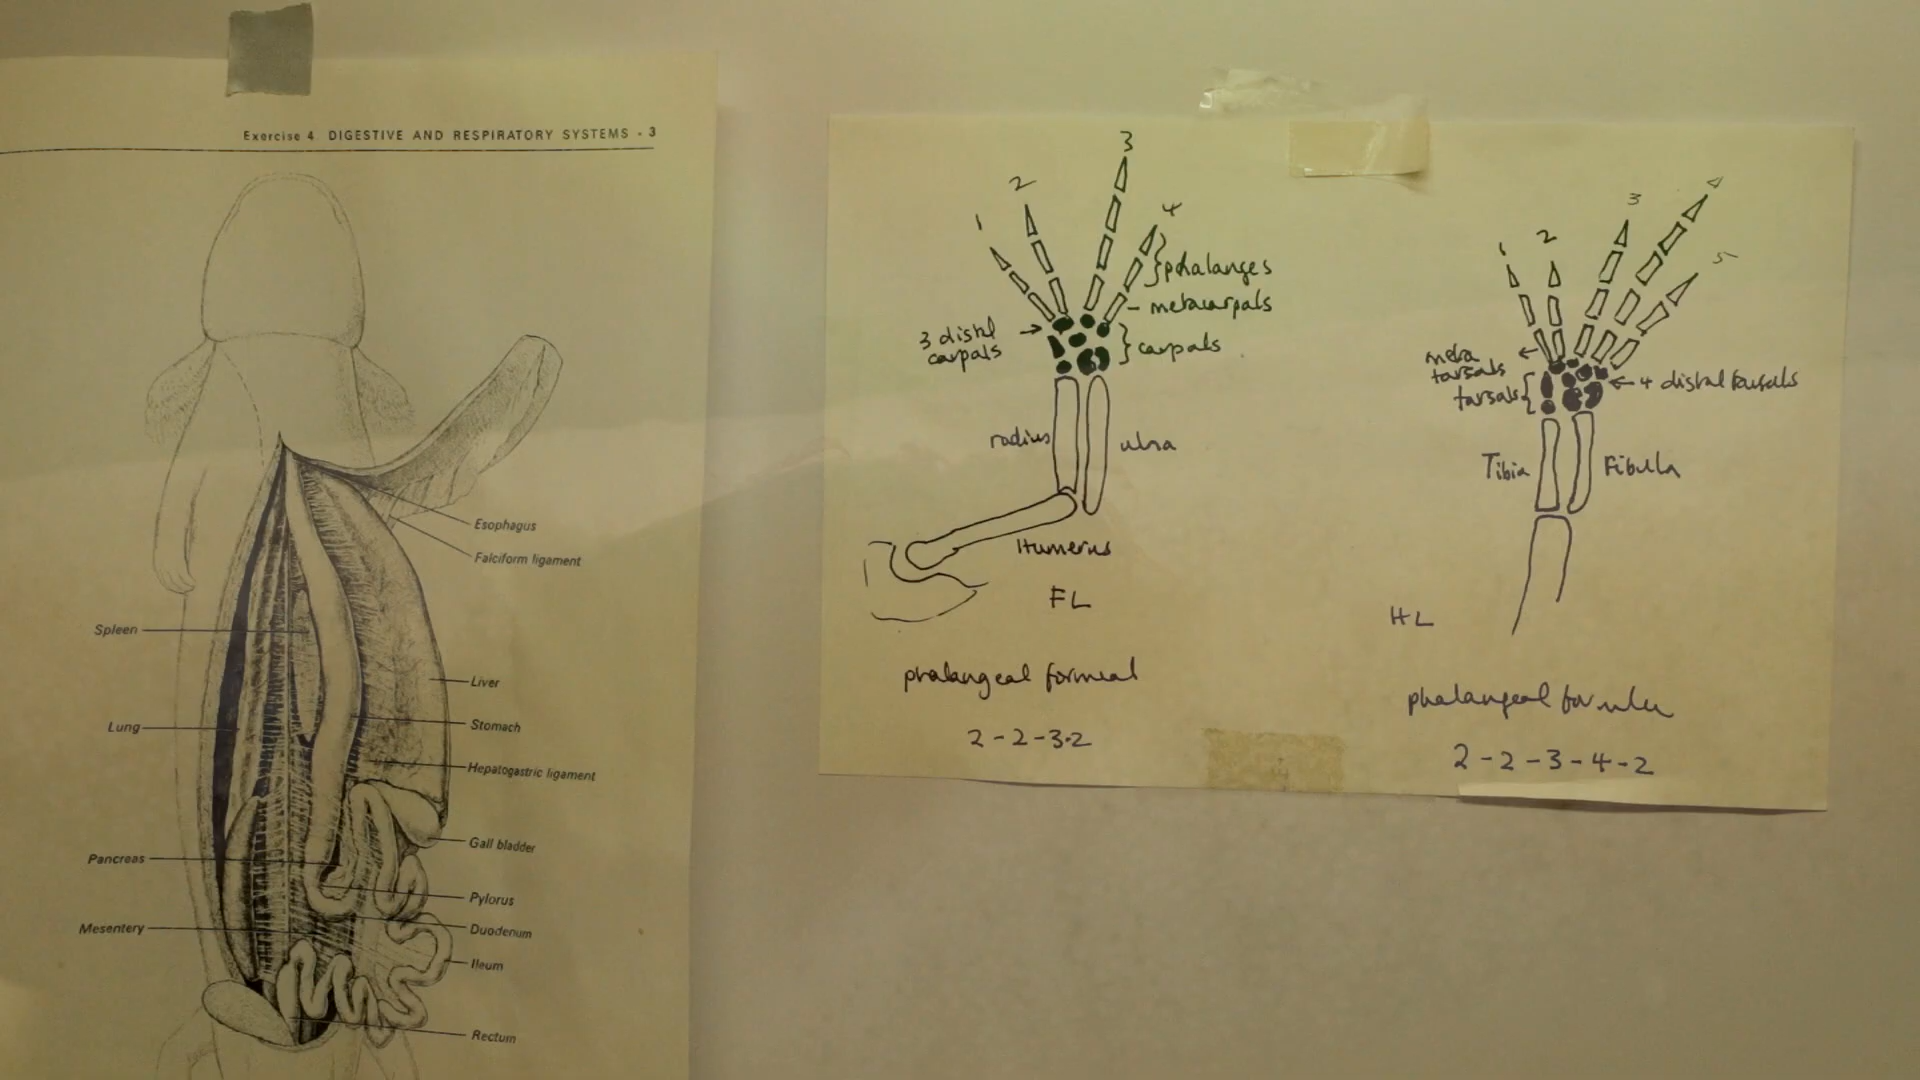 Exercise 4 DIGESTIVE AND RESPIRATORY SYSTEMS - 3
Esophagus
Falciform ligament
Spleen
Liver
Lung
Stomach
Hepatogastric ligament
Gall bladder
Pancreas
Pylorus
Mesentery
Duodenum
Ileum
Rectum
1
2
3
4
phalanges
metacarpals
3 distal
carpals
carpals
radius
ulna
Humerus
FL
phalangeal formual
2-2-3-2
1
2
3
4
5
meta
tarsals
tarsals
4 distal tarsals
Tibia
Fibula
HL
phalangeal formula
2-2-3-4-2